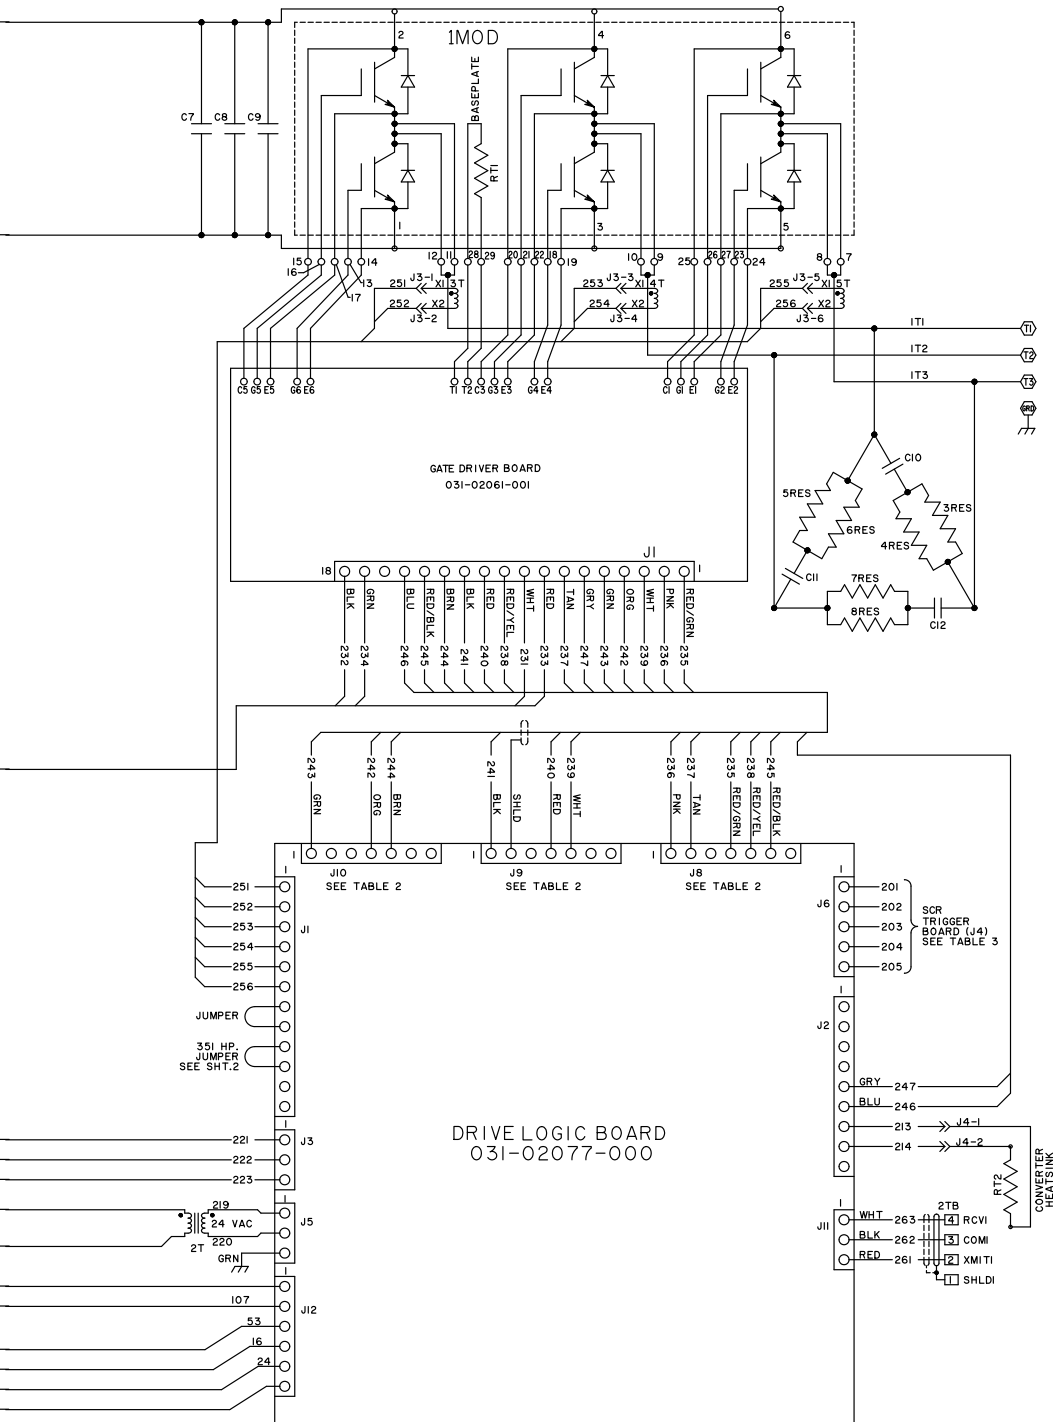 2
4
6
1MOD
BASEPLATE
C7
C8
C9
RT1
1
3
5
15
16
17
13
14
12
11
28
29
20
21
22
18
19
10
9
25
26
27
23
24
8
7
J3-1
251
X1
3T
252
X2
J3-2
J3-3
253
X1
4T
254
X2
J3-4
J3-5
255
X1
5T
256
X2
J3-6
1T1
T1
1T2
T2
1T3
T3
GRD
C5 G5 E5
G6 E6
T1 T2 C3 G3 E3
G4 E4
C1 G1 E1
G2 E2
GATE DRIVER BOARD
031-02061-001
C10
5RES
6RES
3RES
4RES
C11
7RES
8RES
C12
J1
18
1
BLK
GRN
BLU
RED/BLK
BRN
BLK
RED
RED/YEL
WHT
RED
TAN
GRY
GRN
ORG
WHT
PNK
RED/GRN
232
234
246
245
244
241
240
238
231
233
237
247
243
242
239
236
235
243
242
244
241
240
239
236
237
235
238
245
GRN
ORG
BRN
BLK
SHLD
RED
WHT
PNK
TAN
RED/GRN
RED/YEL
RED/BLK
1
J10
SEE TABLE 2
1
J9
SEE TABLE 2
1
J8
SEE TABLE 2
1
251
252
253
254
255
256
J1
JUMPER
351 HP.
JUMPER
SEE SHT.2
1
J6
201
202
203
204
205
SCR
TRIGGER
BOARD (J4)
SEE TABLE 3
1
J2
GRY 247
BLU 246
213 J4-1
214 J4-2
RT2
CONVERTER
HEATSINK
DRIVE LOGIC BOARD
031-02077-000
1
221
J3
222
223
1
219
24 VAC
J5
220
2T
GRN
1
107
J12
53
16
24
1
J11
2TB
WHT 263 4 RCV1
BLK 262 3 COM1
RED 261 2 XMIT1
1 SHLD1